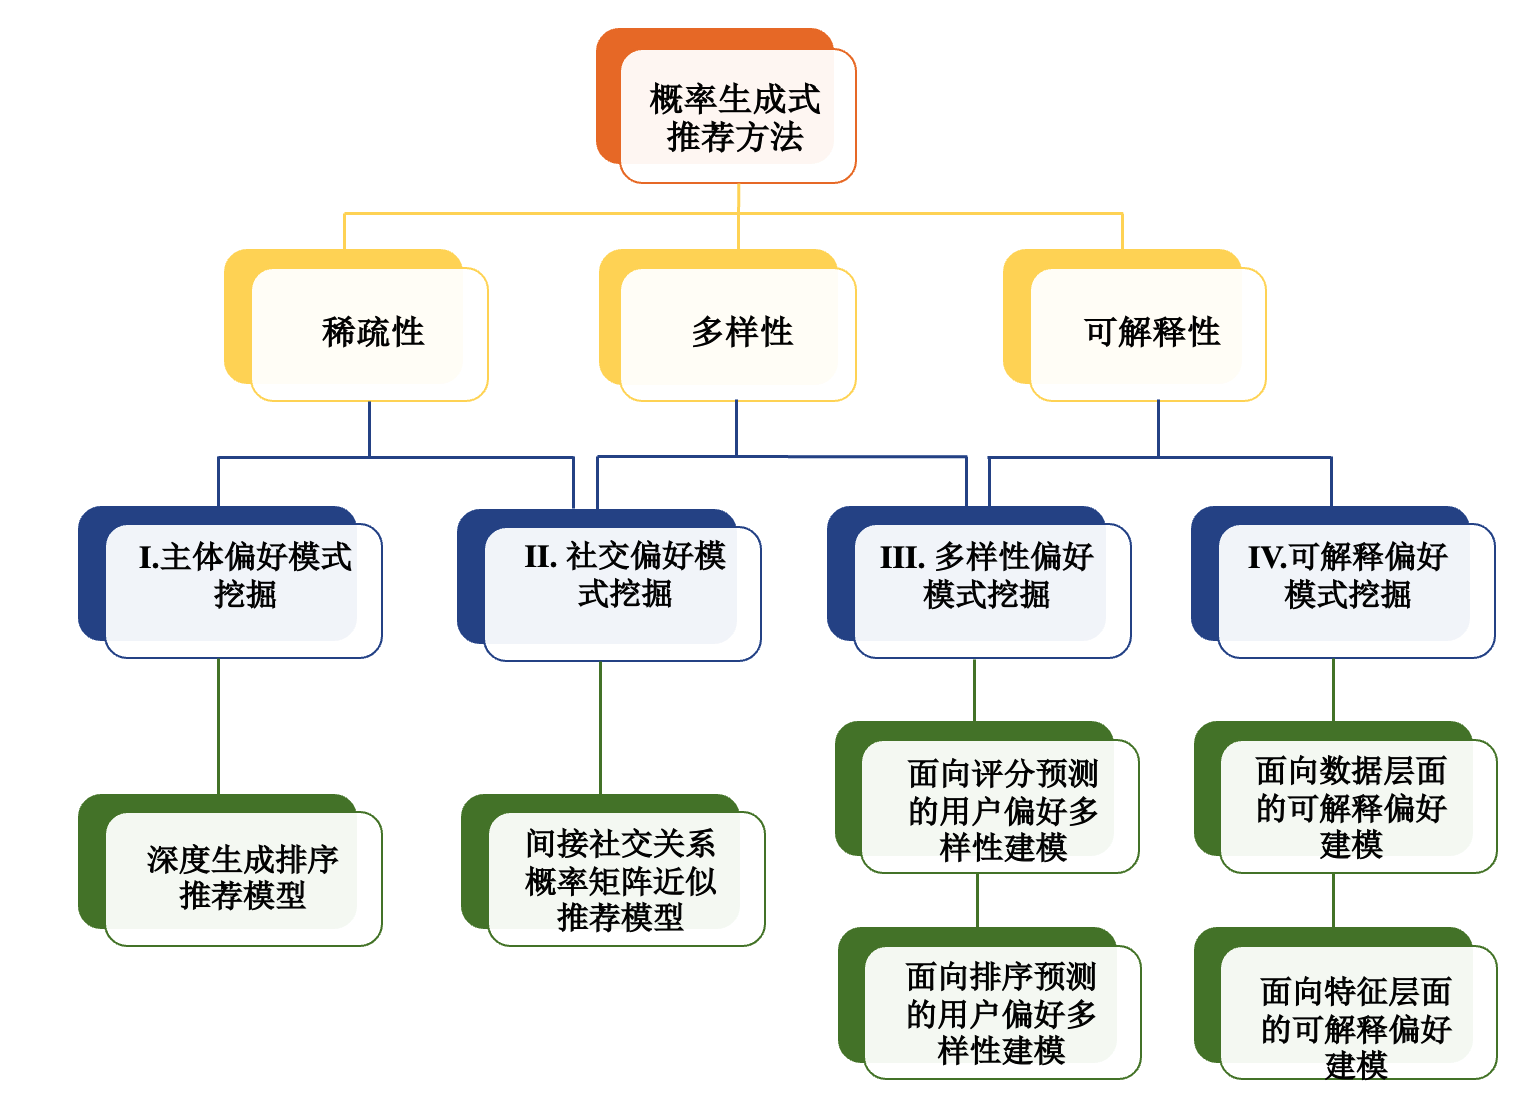 概率生成式
推荐方法
稀疏性
多样性
可解释性
I.主体偏好模式
挖掘
II. 社交偏好模
式挖掘
III. 多样性偏好
模式挖掘
IV.可解释偏好
模式挖掘
深度生成排序
推荐模型
间接社交关系
概率矩阵近似
推荐模型
面向评分预测
的用户偏好多
样性建模
面向数据层面
的可解释偏好
建模
面向排序预测
的用户偏好多
样性建模
面向特征层面
的可解释偏好
建模